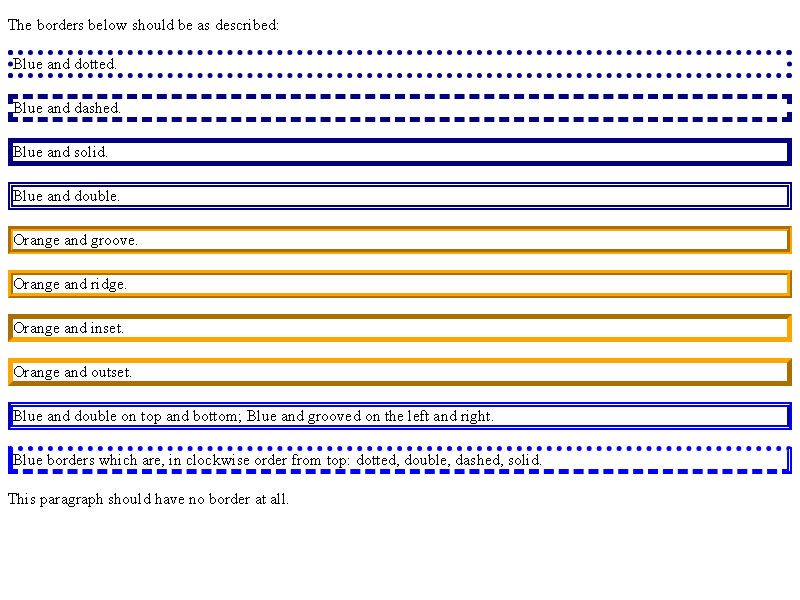 The borders below should be as described:
Blue and dotted.
Blue and dashed.
Blue and solid.
Blue and double.
Orange and groove.
Orange and ridge.
Orange and inset.
Orange and outset.
Blue and double on top and bottom; Blue and grooved on the left and right.
Blue borders which are, in clockwise order from top: dotted, double, dashed, solid.
This paragraph should have no border at all.